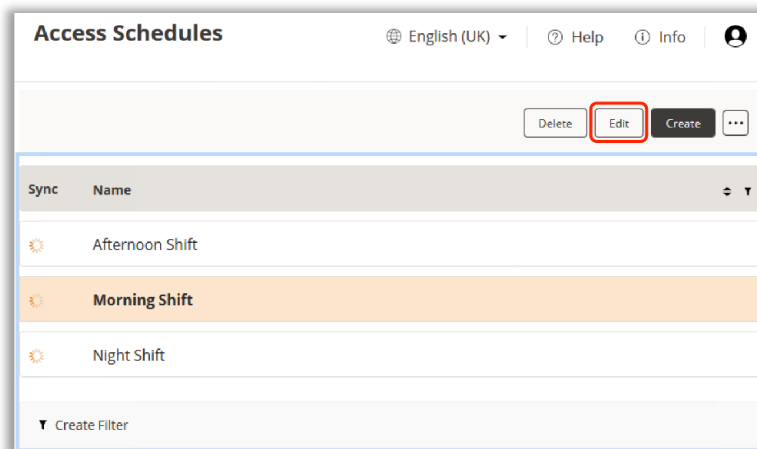 Access Schedules English (UK) Help Info
Delete Edit Create
Sync Name
Afternoon Shift
Morning Shift
Night Shift
Create Filter